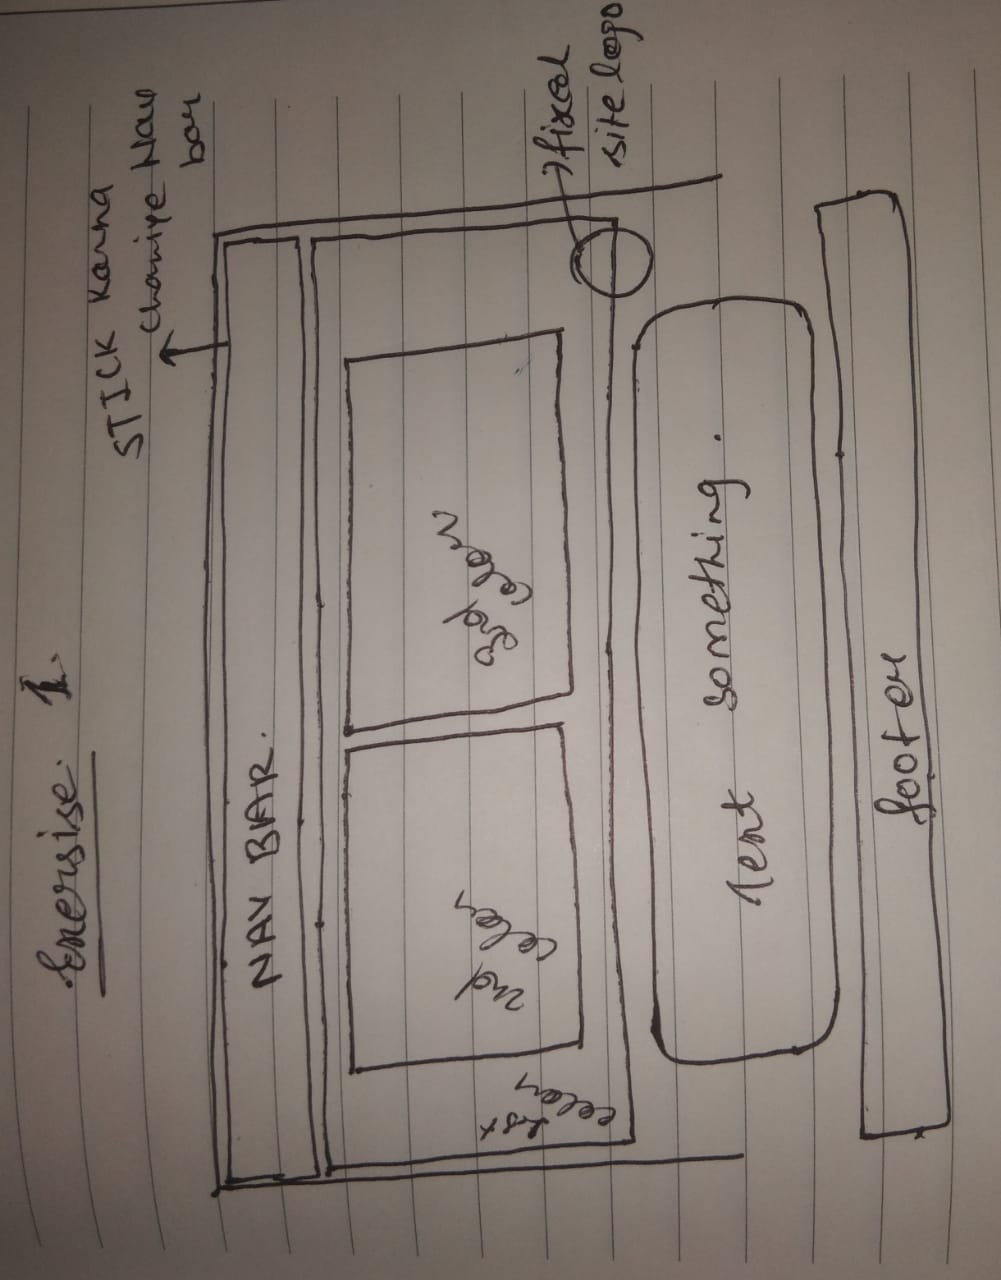 Exersise. 1.
STICK Karna
Chahiye Nav
bar
NAV BAR.
1st
color
2nd
color
3rd
color
fixed
site logo
Text something.
footer